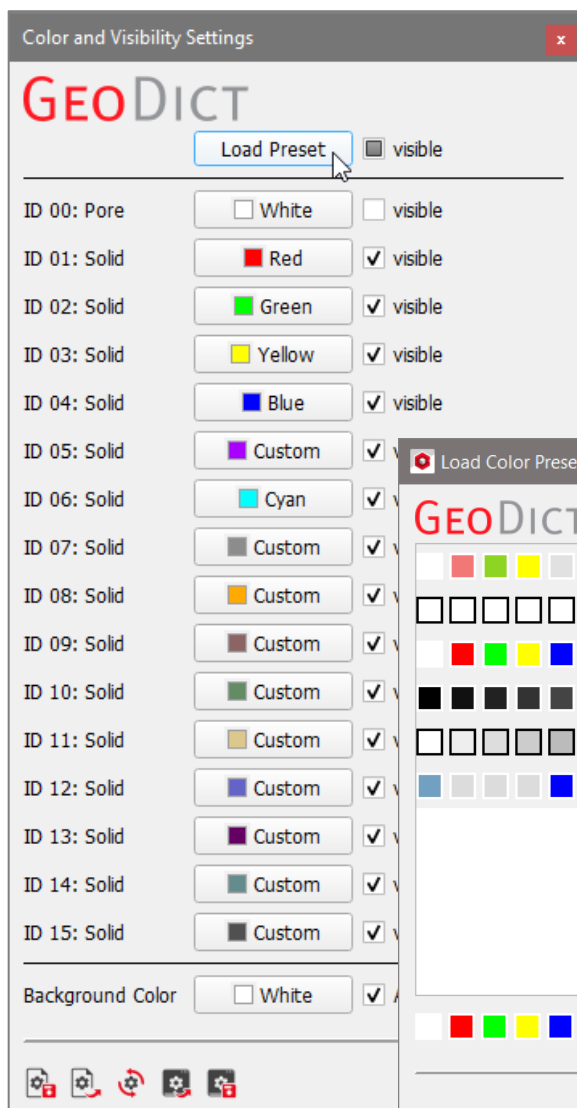 Color and Visibility Settings
x
GEODICT
Load Preset visible
ID 00: Pore White visible
ID 01: Solid Red visible
ID 02: Solid Green visible
ID 03: Solid Yellow visible
ID 04: Solid Blue visible
ID 05: Solid Custom
ID 06: Solid Cyan
ID 07: Solid Custom
ID 08: Solid Custom
ID 09: Solid Custom
ID 10: Solid Custom
ID 11: Solid Custom
ID 12: Solid Custom
ID 13: Solid Custom
ID 14: Solid Custom
ID 15: Solid Custom
Background Color White
Load Color Prese
GEODICT